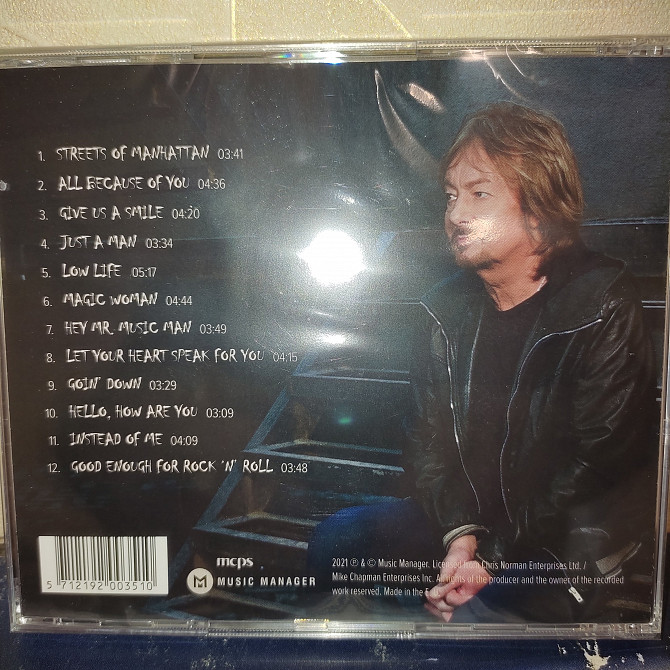 1. STREETS OF MANHATTAN 03:41
2. ALL BECAUSE OF YOU 04:36
3. GIVE US A SMILE 04:20
4. JUST A MAN 03:34
5. LOW LIFE 05:17
6. MAGIC WOMAN 04:44
7. HEY MR. MUSIC MAN 03:49
8. LET YOUR HEART SPEAK FOR YOU 04:15
9. GOIN' DOWN 03:29
10. HELLO, HOW ARE YOU 03:09
11. INSTEAD OF ME 04:09
12. GOOD ENOUGH FOR ROCK 'N' ROLL 03:48
5 712192 003510
mcps
M MUSIC MANAGER
2021 ℗ & © Music Manager. Licensed from Chris Norman Enterprises Ltd. /
Mike Chapman Enterprises Inc. All rights of the producer and the owner of the recorded
work reserved. Made in the